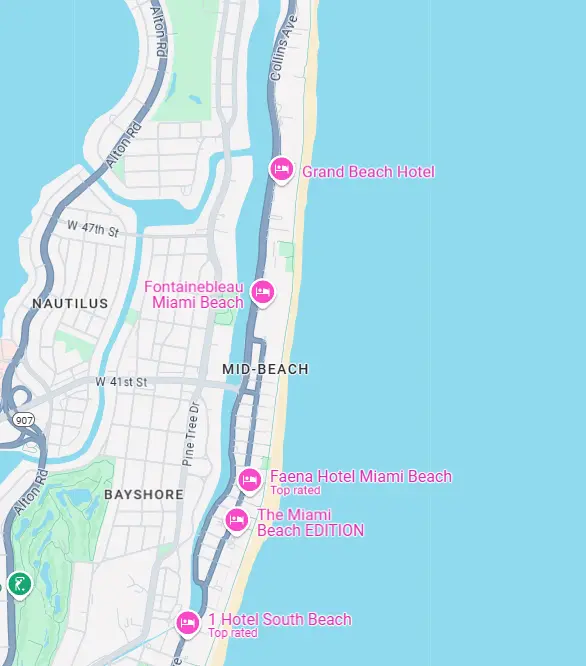 Alton Rd
Collins Ave
Alton Rd
Grand Beach Hotel
W 47th St
Fontainebleau
Miami Beach
NAUTILUS
MID-BEACH
W 41st St
907
Pine Tree Dr
Faena Hotel Miami Beach
Top rated
Alton Rd
BAYSHORE
The Miami
Beach EDITION
1 Hotel South Beach
Top rated